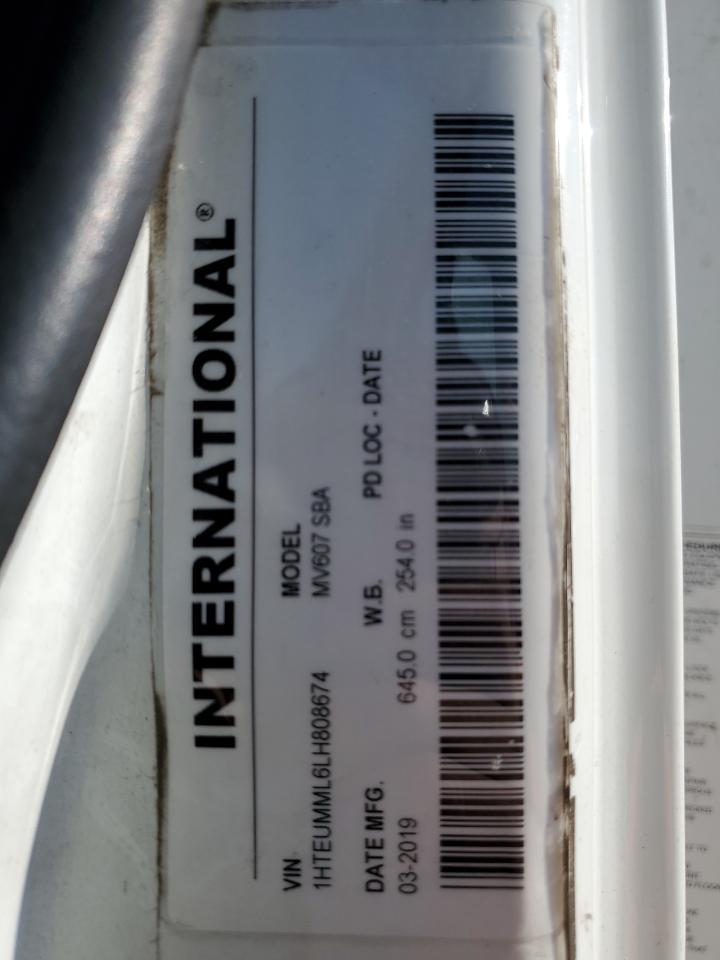 INTERNATIONAL®
VIN MODEL
1HTEUMML6LH808674 MV607 SBA
DATE MFG. W.B. PD LOC - DATE
03-2019 645.0 cm 254.0 in